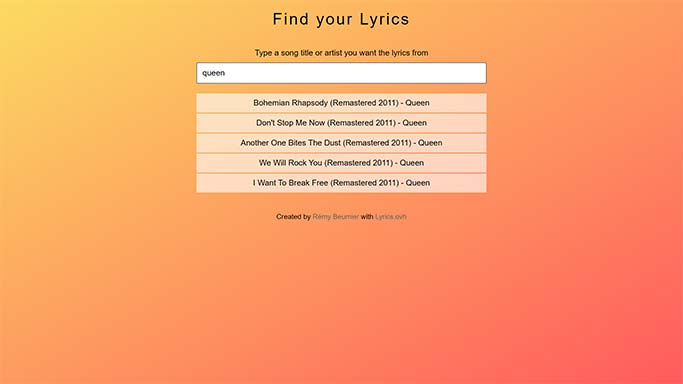 Find your Lyrics
Type a song title or artist you want the lyrics from
queen
Bohemian Rhapsody (Remastered 2011) - Queen
Don't Stop Me Now (Remastered 2011) - Queen
Another One Bites The Dust (Remastered 2011) - Queen
We Will Rock You (Remastered 2011) - Queen
I Want To Break Free (Remastered 2011) - Queen
Created by Rémy Beumier with Lyrics.ovh